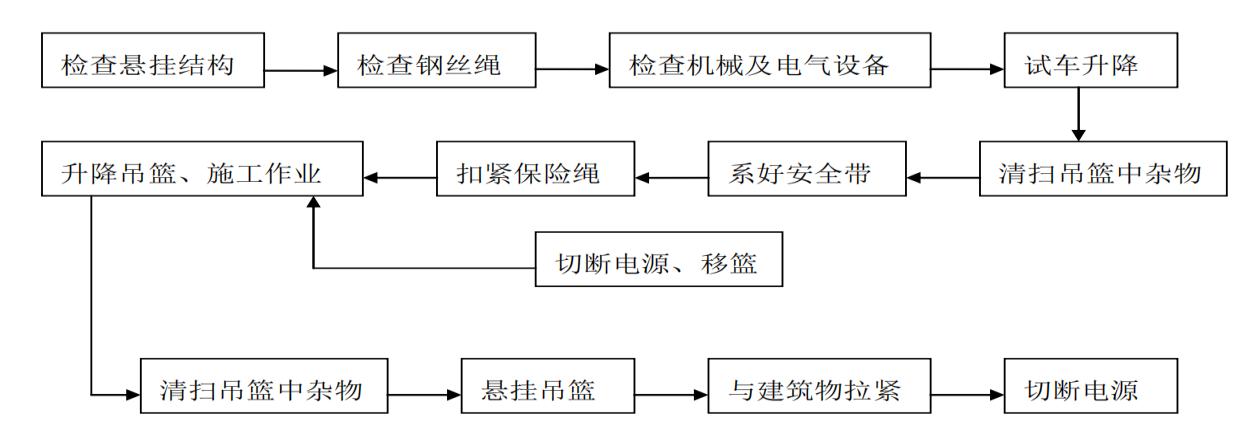 检查悬挂结构
检查钢丝绳
检查机械及电气设备
试车升降
清扫吊篮中杂物
系好安全带
扣紧保险绳
升降吊篮、施工作业
切断电源、移篮
清扫吊篮中杂物
悬挂吊篮
与建筑物拉紧
切断电源